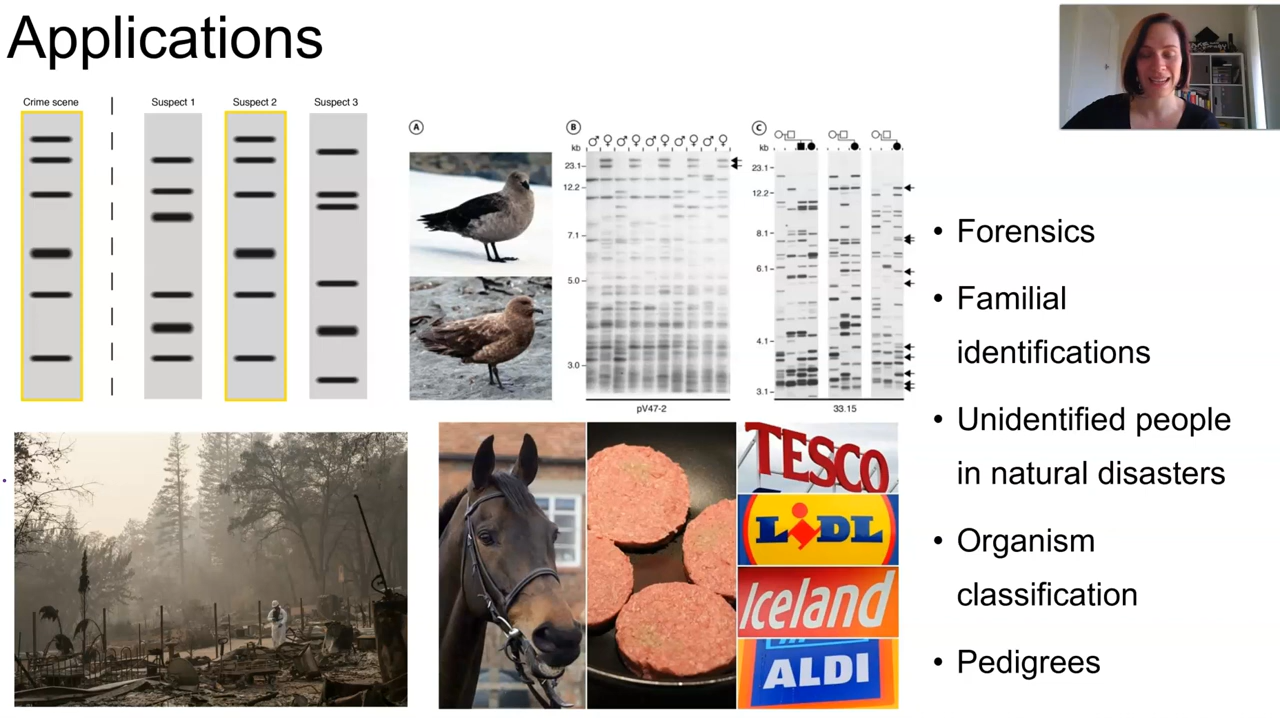 Applications
Crime scene
Suspect 1
Suspect 2
Suspect 3
A
B
♂ ♀ ♂ ♀ ♂ ♀ ♂ ♀ ♂ ♀
kb
23.1
12.2
7.1
5.0
3.0
pV47-2
C
kb
23.1
12.2
8.1
6.1
4.1
3.1
33.15
TESCO
LiDL
Iceland
ALDI
• Forensics
• Familial
identifications
• Unidentified people
in natural disasters
• Organism
classification
• Pedigrees